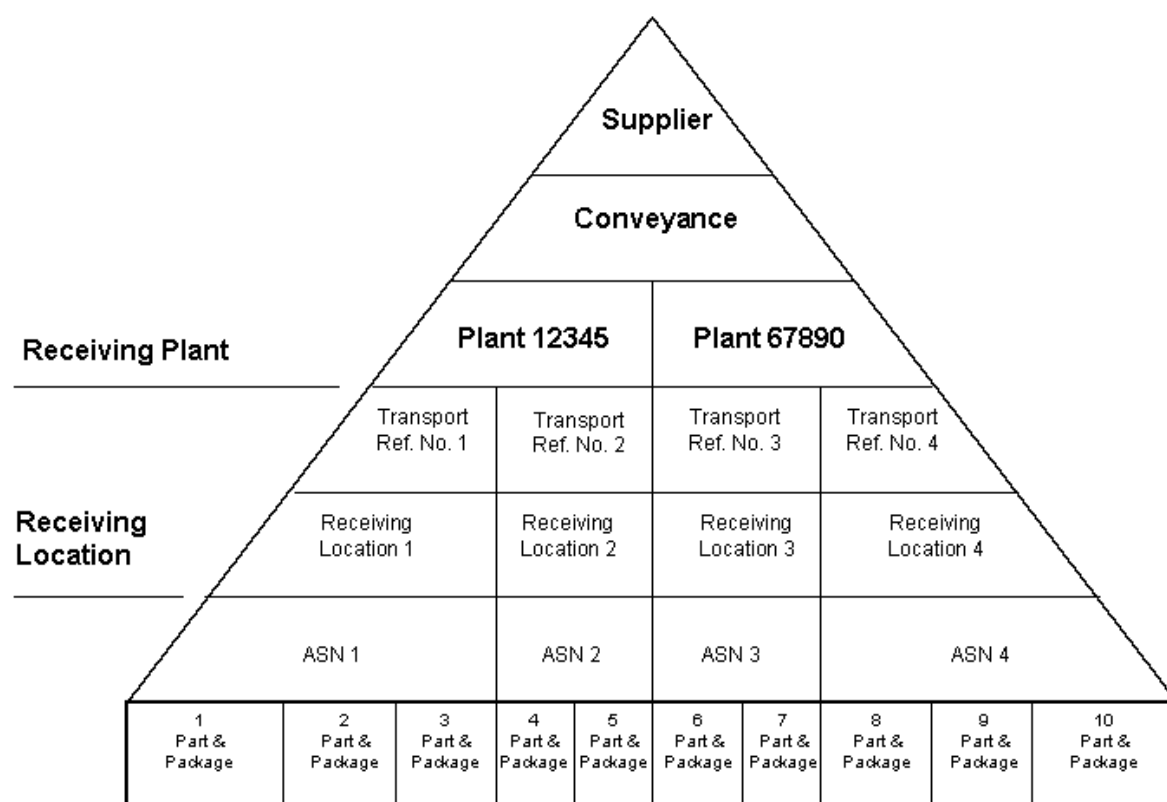 Supplier
Conveyance
Receiving Plant
Plant 12345
Plant 67890
Transport
Ref. No. 1
Transport
Ref. No. 2
Transport
Ref. No. 3
Transport
Ref. No. 4
Receiving
Location
Receiving
Location 1
Receiving
Location 2
Receiving
Location 3
Receiving
Location 4
ASN 1
ASN 2
ASN 3
ASN 4
1
Part &
Package
2
Part &
Package
3
Part &
Package
4
Part &
Package
5
Part &
Package
6
Part &
Package
7
Part &
Package
8
Part &
Package
9
Part &
Package
10
Part &
Package